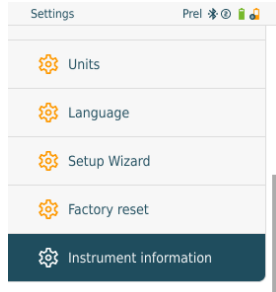 Settings Prel
Units
Language
Setup Wizard
Factory reset
Instrument information